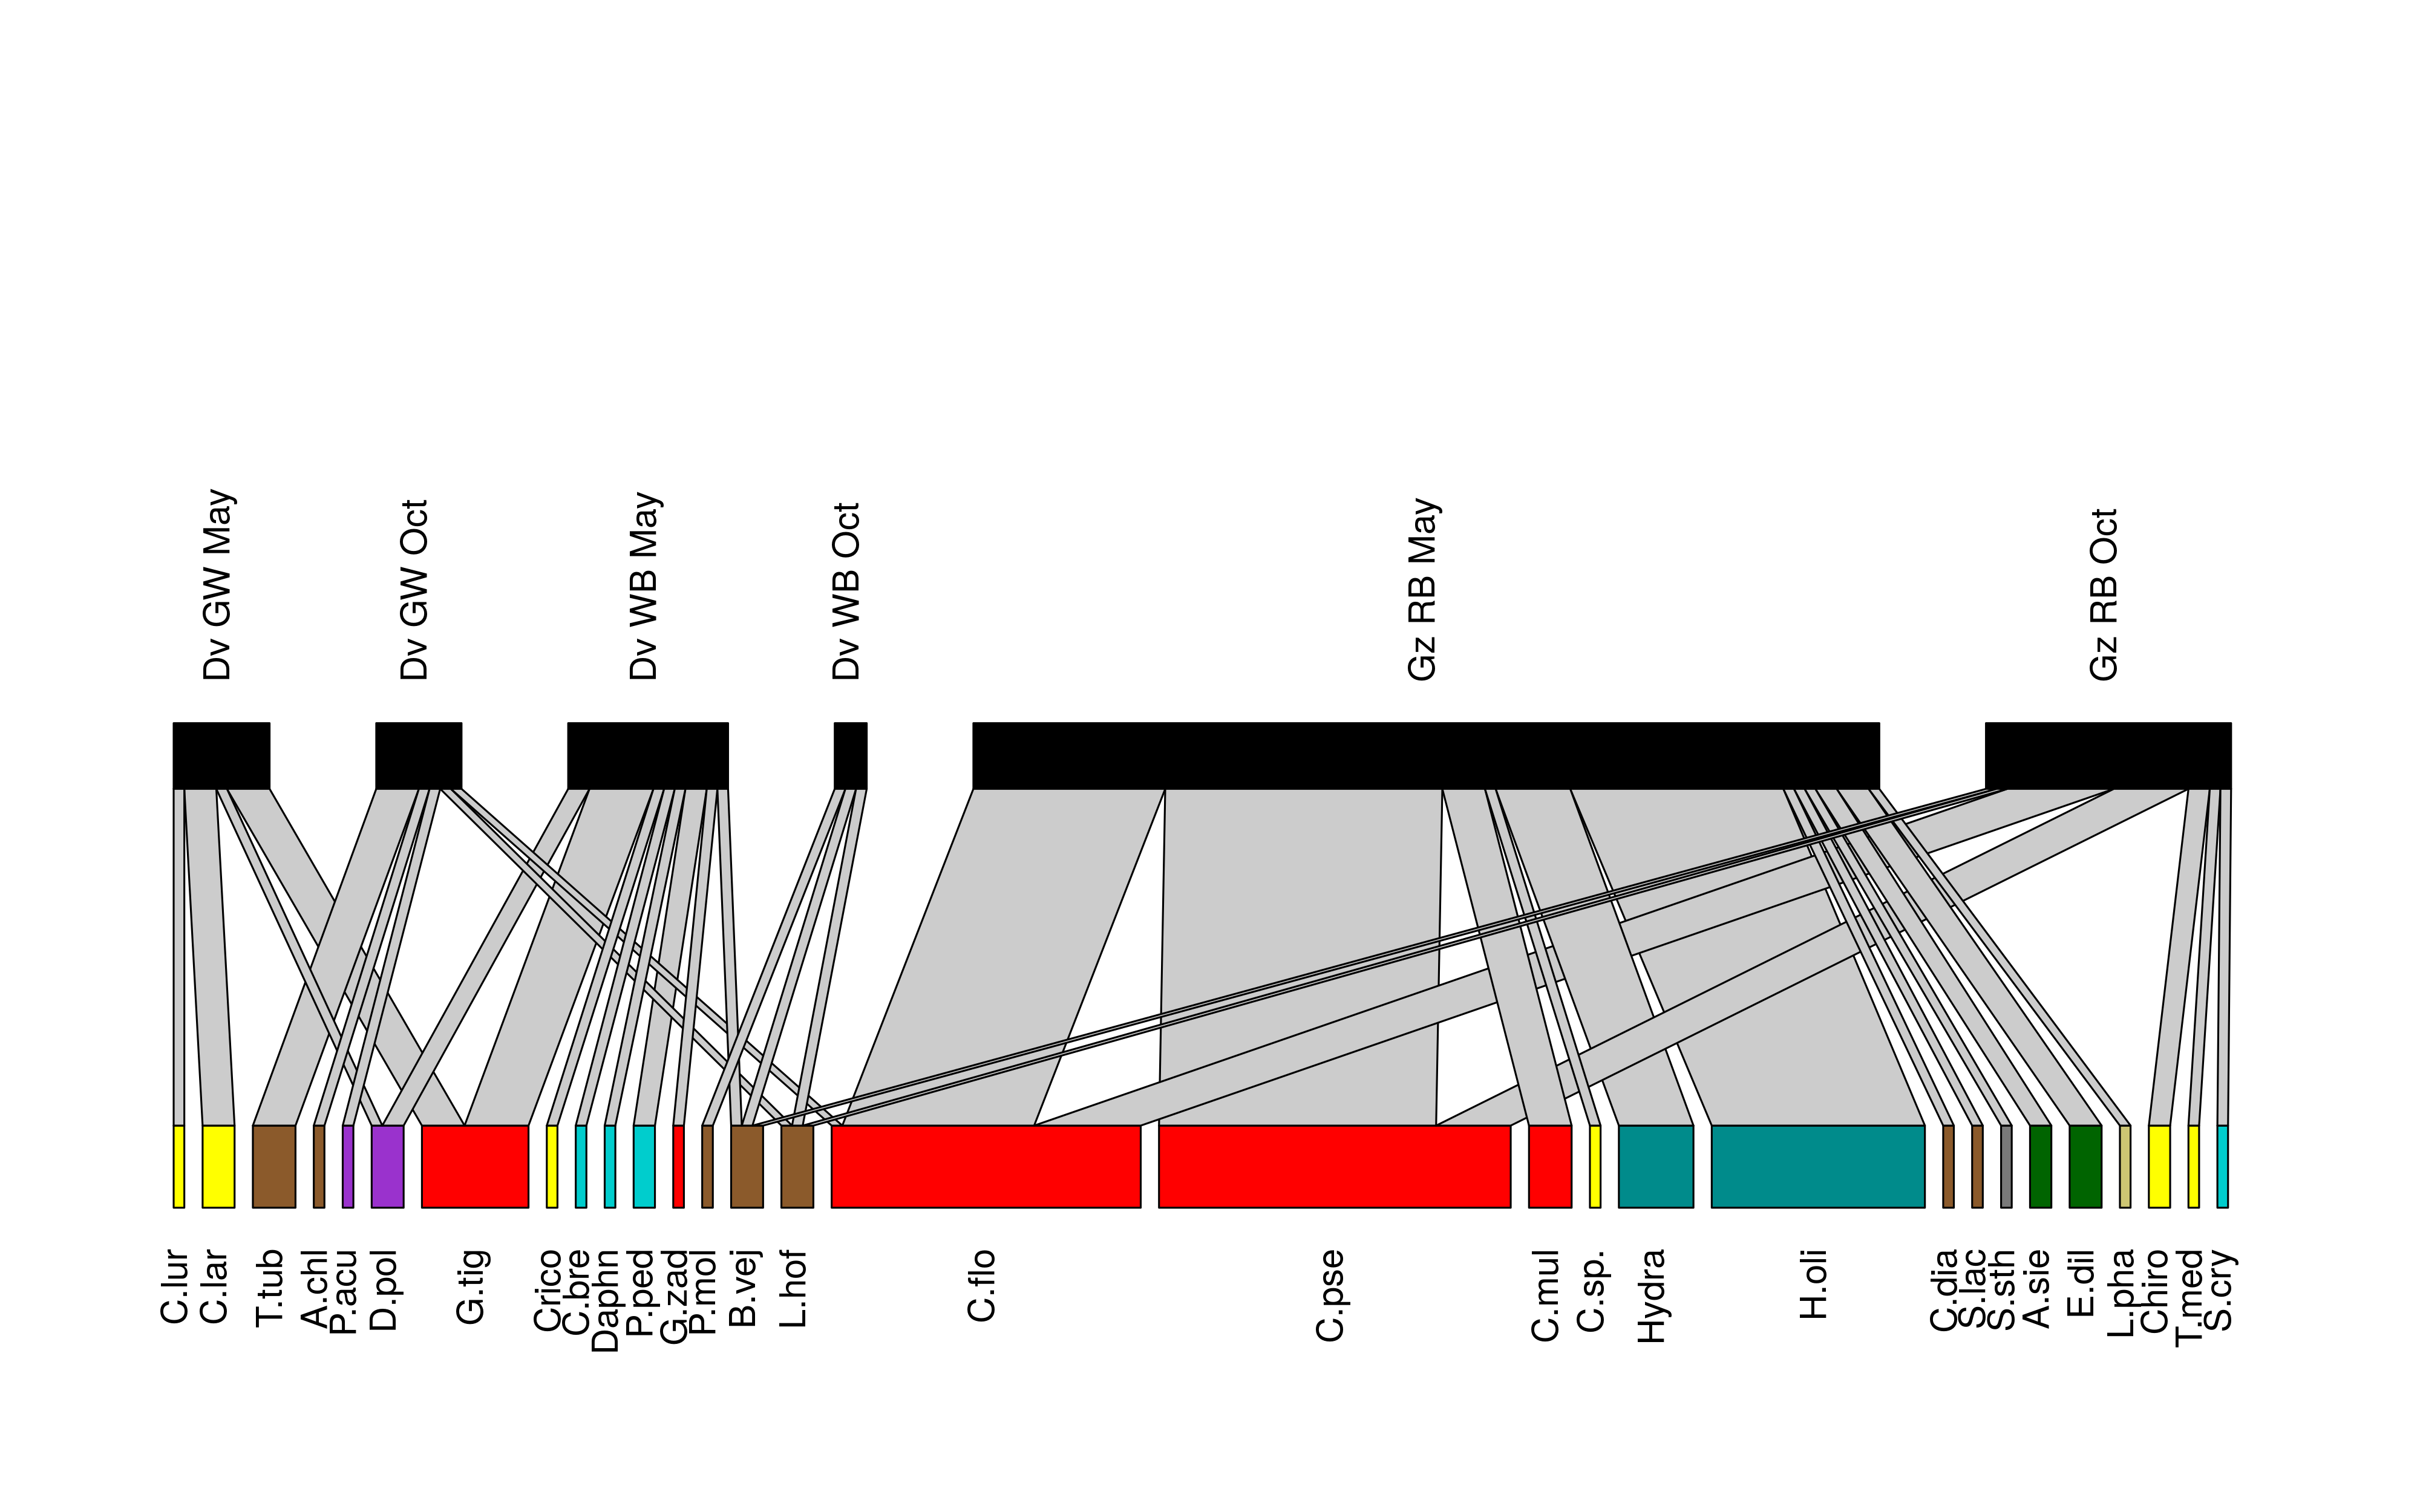 Dv GW May
Dv GW Oct
Dv WB May
Dv WB Oct
Gz RB May
Gz RB Oct
C.lur
C.lar
T.tub
A.chl
P.acu
D.pol
G.tig
Crico
C.bre
Daphn
P.ped
G.zad
P.mol
B.vej
L.hof
C.flo
C.pse
C.mul
C.sp.
Hydra
H.oli
C.dia
S.lac
S.sth
A.sie
E.dil
L.pha
Chiro
T.med
S.cry